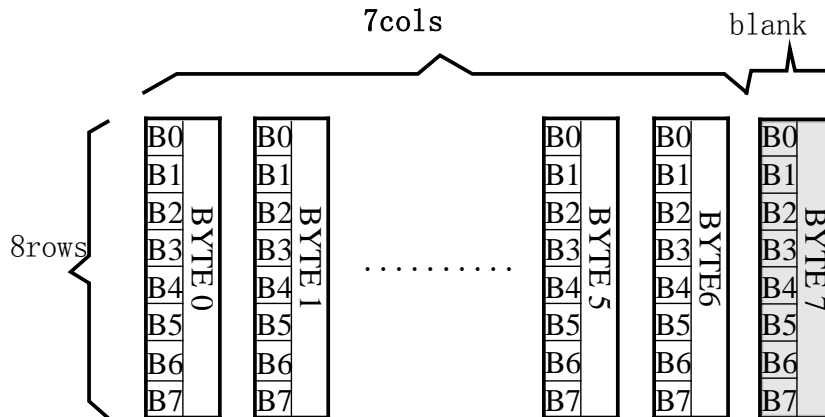 7cols
blank
B0 B0 B0 B0 B0
B1 B1 B1 B1 B1
B2 B2 B2 B2 B2
8rows B3 B3 B3 B3 B3
B4 B4 .......... B4 B4 B4
B5 B5 B5 B5 B5
B6 B6 B6 B6 B6
B7 B7 B7 B7 B7
BYTE 0
BYTE 1
BYTE 5
BYTE6
BYTE 7